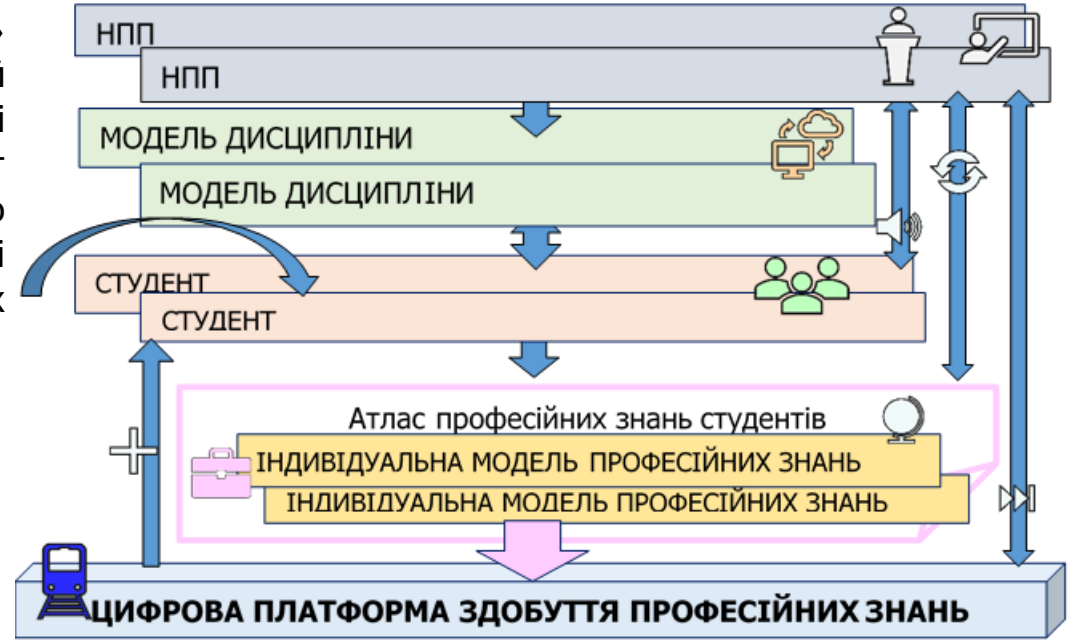 НПП
НПП
МОДЕЛЬ ДИСЦИПЛІНИ
МОДЕЛЬ ДИСЦИПЛІНИ
СТУДЕНТ
СТУДЕНТ
Атлас професійних знань студентів
ІНДИВІДУАЛЬНА МОДЕЛЬ ПРОФЕСІЙНИХ ЗНАНЬ
ІНДИВІДУАЛЬНА МОДЕЛЬ ПРОФЕСІЙНИХ ЗНАНЬ
ЦИФРОВА ПЛАТФОРМА ЗДОБУТТЯ ПРОФЕСІЙНИХ ЗНАНЬ